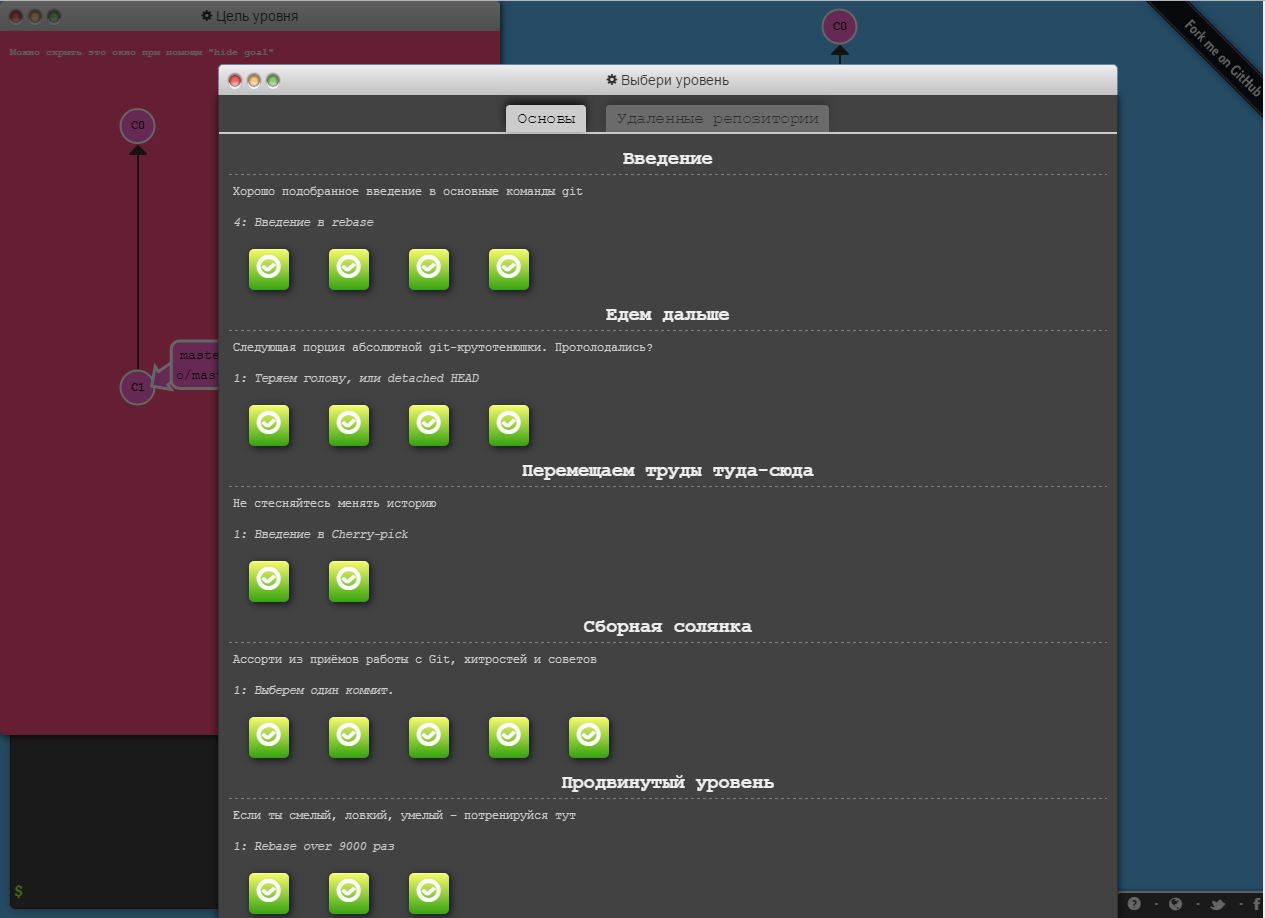 Цель уровня
Можно скрыть это окно при помощи "hide goal"
C0
C0
Fork me on GitHub
Выбери уровень
Основы
Удаленные репозитории
Введение
Хорошо подобранное введение в основные команды git
4: Введение в rebase
Едем дальше
Следующая порция абсолютной git-крутотенюшки. Проголодались?
maste
o/mas
C1
1: Теряем голову, или detached HEAD
Перемещаем труды туда-сюда
Не стесняйтесь менять историю
1: Введение в Cherry-pick
Сборная солянка
Ассорти из приёмов работы с Git, хитростей и советов
1: Выберем один коммит.
Продвинутый уровень
Если ты смелый, ловкий, умелый - потренируйся тут
1: Rebase over 9000 раз
$